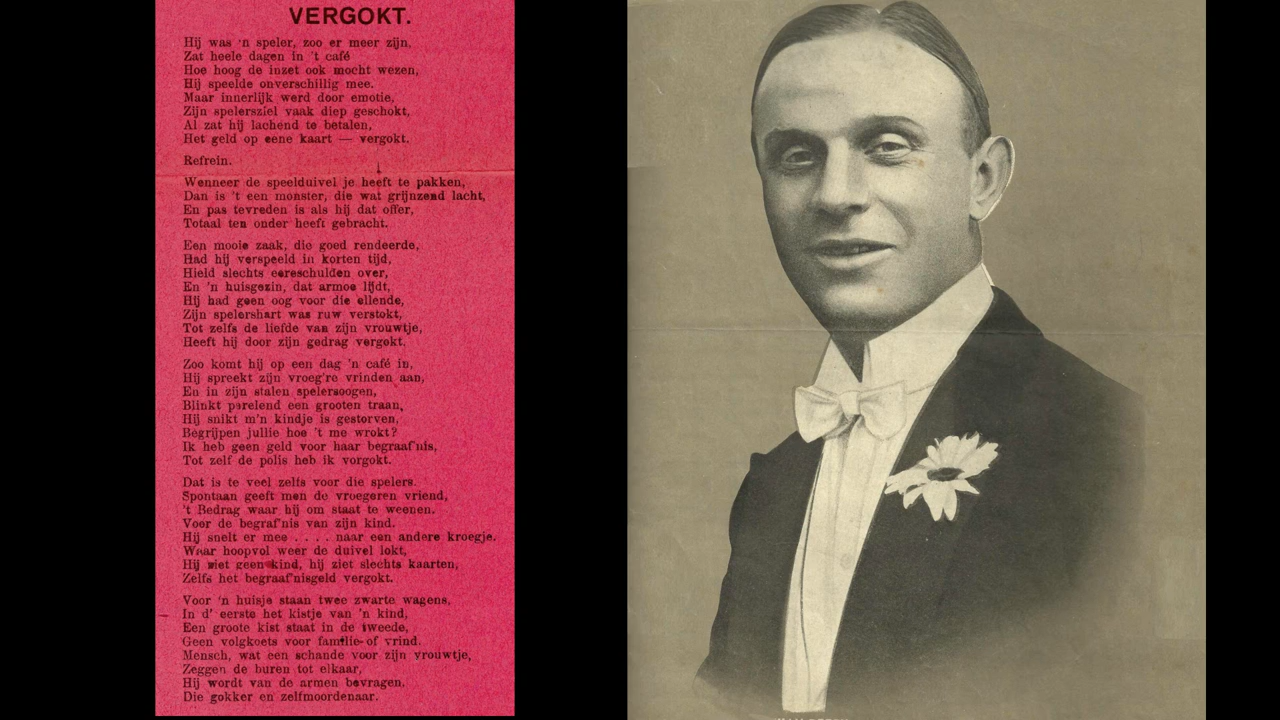 VERGOKT.
Hij was 'n speler, zoo er meer zijn,
Zat heele dagen in 't café
Hoe hoog de inzet ook mocht wezen,
Hij speelde onverschillig mee.
Maar innerlijk werd door emotie,
Zijn spelersziel vaak diep geschokt,
Al zat hij lachend te betalen,
Het geld op eene kaart — vergokt.
Refrein.
Wenneer de speelduivel je heeft te pakken,
Dan is 't een monster, die wat grijnzend lacht,
En pas tevreden is als hij dat offer,
Totaal ten onder heeft gebracht.
Een mooie zaak, die goed rendeerde,
Had hij verspeeld in korten tijd,
Hield slechts eereschulden over,
En 'n huisgezin, dat armoe lijdt,
Hij had geen oog voor die ellende,
Zijn spelershart was ruw verstokt,
Tot zelfs de liefde van zijn vrouwtje,
Heeft hij door zijn gedrag vergokt.
Zoo komt hij op een dag 'n café in,
Hij spreekt zijn vroeg're vrinden aan,
En in zijn stalen spelersoogen,
Blinkt perelend een grooten traan,
Hij snikt m'n kindje is gestorven,
Begrijpen jullie hoe 't me wrokt?
Ik heb geen geld voor haar begraaf'nis,
Tot zelf de polis heb ik vorgokt.
Dat is te veel zelfs voor die spelers.
Spontaan geeft men de vroegeren vriend,
't Bedrag waar hij om staat te weenen.
Voor de begraf'nis van zijn kind.
Hij snelt er mee . . . . naar een andere kroegje.
Waar hoopvol weer de duivel lokt,
Hij ziet geen kind, hij ziet slechts kaarten,
Zelfs het begraaf'nisgeld vergokt.
Voor 'n huisje staan twee zwarte wagens,
In d' eerste het kistje van 'n kind,
Een groote kist staat in de tweede,
Geen volgkoets voor familie of vrind.
Mensch, wat een schande voor zijn vrouwtje,
Zeggen de buren tot elkaar,
Hij wordt van de armen bevragen,
Die gokker en zelfmoordenaar.